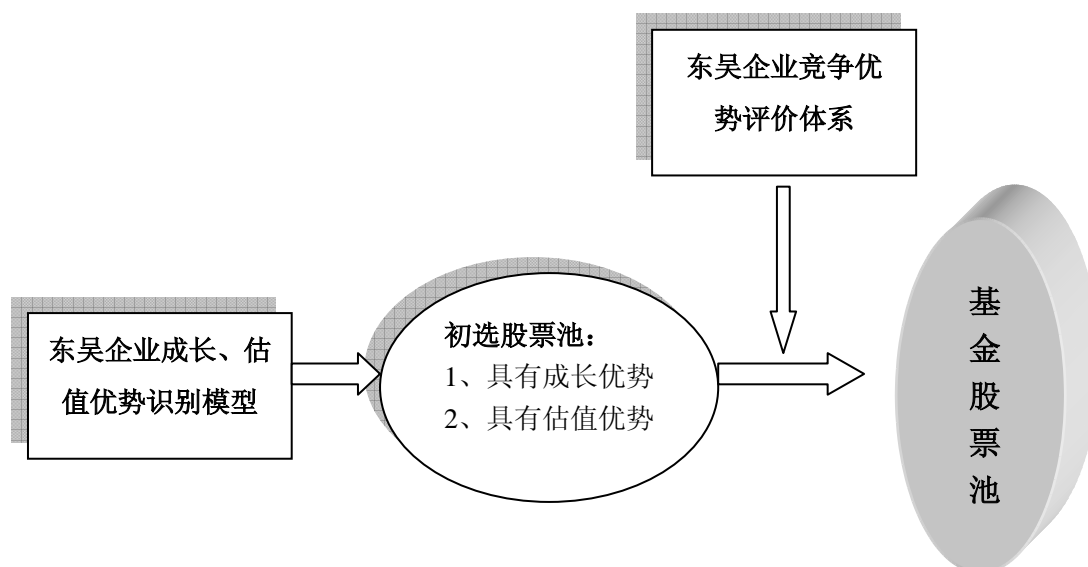 东吴企业竞争优
势评价体系
东吴企业成长、估
值优势识别模型
初选股票池：
1、具有成长优势
2、具有估值优势
基
金
股
票
池